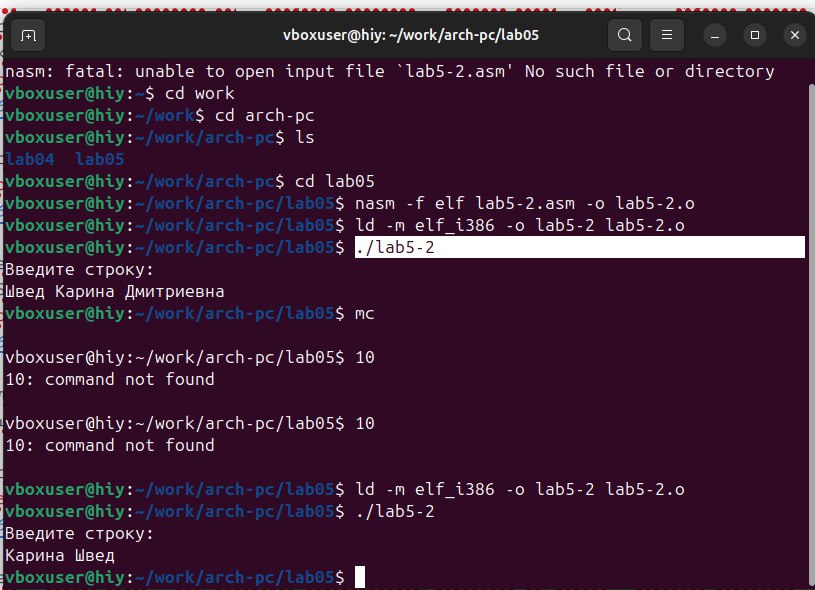 vboxuser@hiy: ~/work/arch-pc/lab05
nasm: fatal: unable to open input file `lab5-2.asm' No such file or directory
vboxuser@hiy:~$ cd work
vboxuser@hiy:~/work$ cd arch-pc
vboxuser@hiy:~/work/arch-pc$ ls
lab04  lab05
vboxuser@hiy:~/work/arch-pc$ cd lab05
vboxuser@hiy:~/work/arch-pc/lab05$ nasm -f elf lab5-2.asm -o lab5-2.o
vboxuser@hiy:~/work/arch-pc/lab05$ ld -m elf_i386 -o lab5-2 lab5-2.o
vboxuser@hiy:~/work/arch-pc/lab05$ ./lab5-2
Введите строку:
Швед Карина Дмитриевна
vboxuser@hiy:~/work/arch-pc/lab05$ mc
vboxuser@hiy:~/work/arch-pc/lab05$ 10
10: command not found
vboxuser@hiy:~/work/arch-pc/lab05$ 10
10: command not found
vboxuser@hiy:~/work/arch-pc/lab05$ ld -m elf_i386 -o lab5-2 lab5-2.o
vboxuser@hiy:~/work/arch-pc/lab05$ ./lab5-2
Введите строку:
Карина Швед
vboxuser@hiy:~/work/arch-pc/lab05$